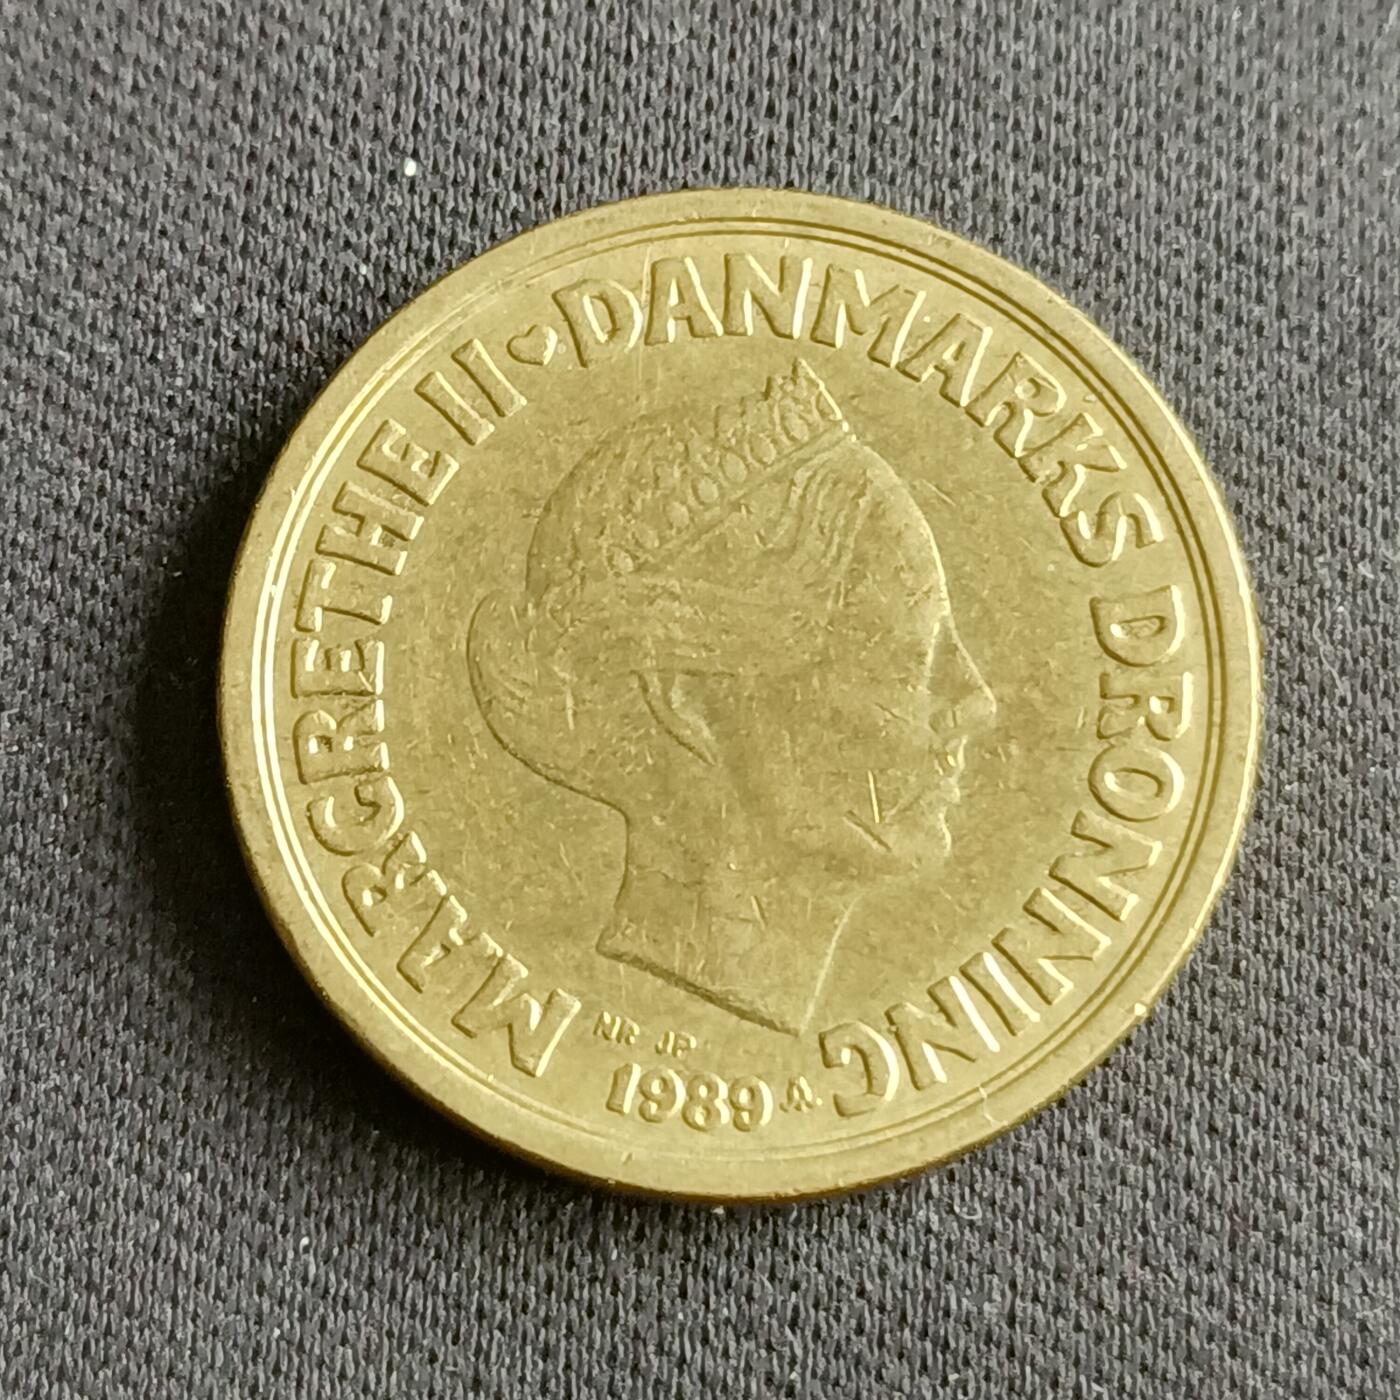 MARGRETHE II ♥ DANMARKS DRONNING
NR JP
1989